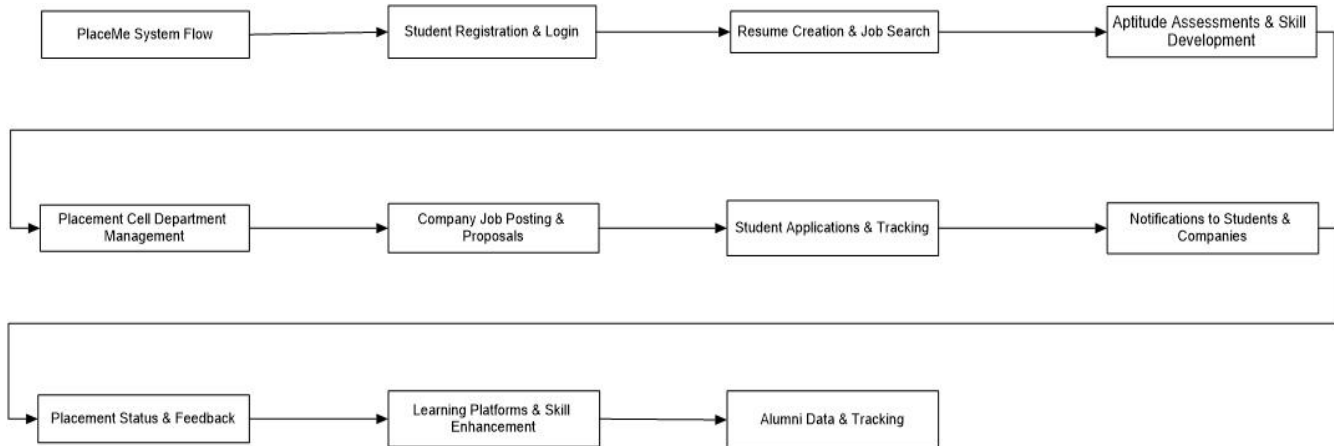 PlaceMe System Flow
Student Registration & Login
Resume Creation & Job Search
Aptitude Assessments & Skill
Development
Placement Cell Department
Management
Company Job Posting &
Proposals
Student Applications & Tracking
Notifications to Students &
Companies
Placement Status & Feedback
Learning Platforms & Skill
Enhancement
Alumni Data & Tracking